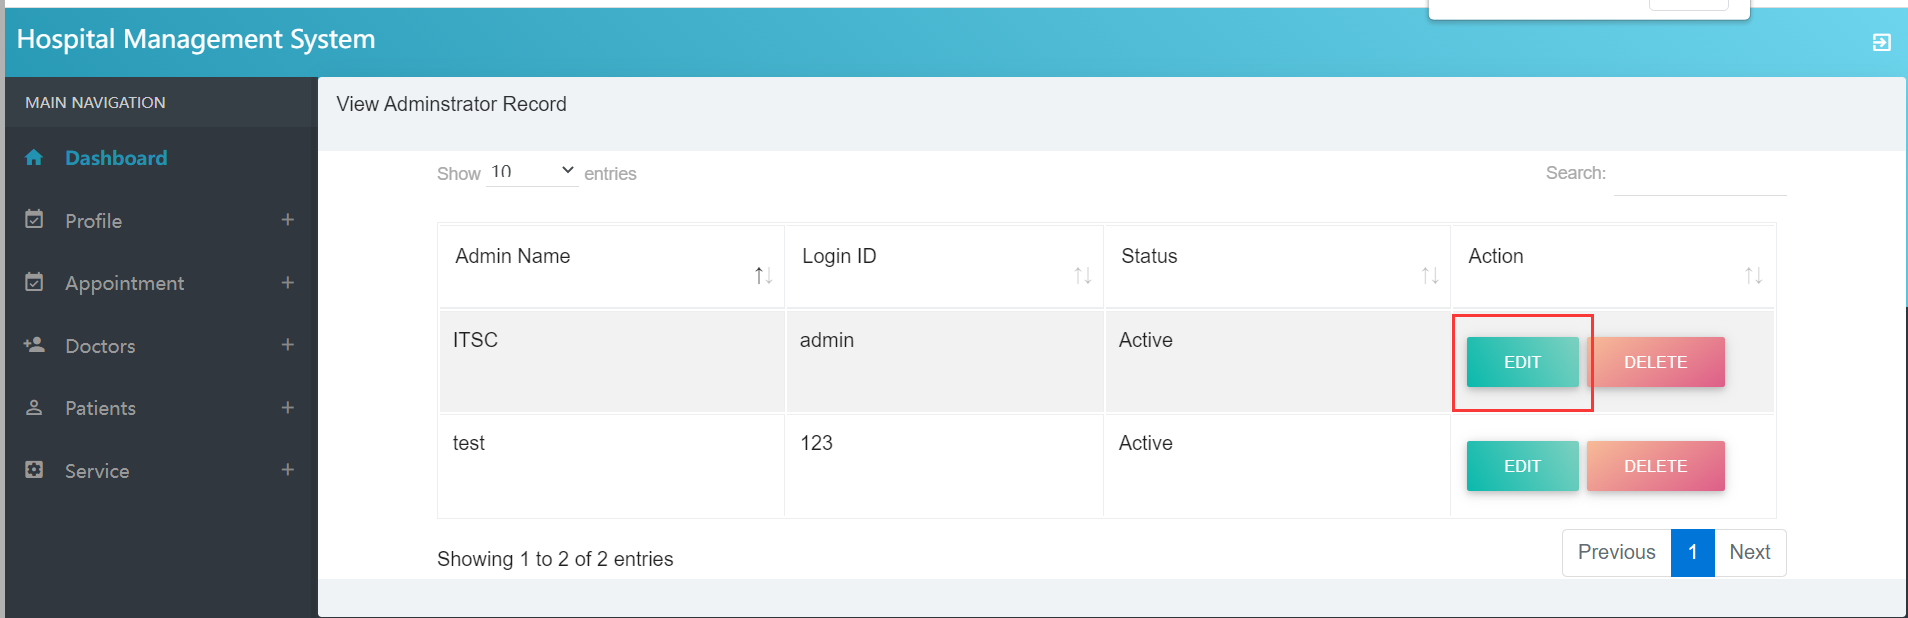 Hospital Management System
MAIN NAVIGATION
Dashboard
Profile +
Appointment +
Doctors +
Patients +
Service +
View Adminstrator Record
Show 10 entries
Search:
Admin Name Login ID Status Action
ITSC admin Active EDIT DELETE
test 123 Active EDIT DELETE
Showing 1 to 2 of 2 entries
Previous 1 Next